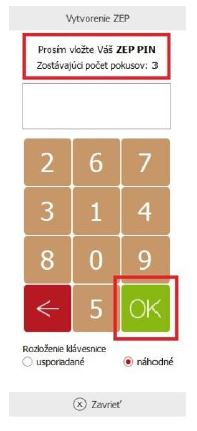 Vytvorenie ZEP
Prosím vložte Váš ZEP PIN
Zostávajúci počet pokusov: 3
2 6 7
3 1 4
8 0 9
← 5 OK
Rozloženie klávesnice
usporiadané náhodné
Zavrieť